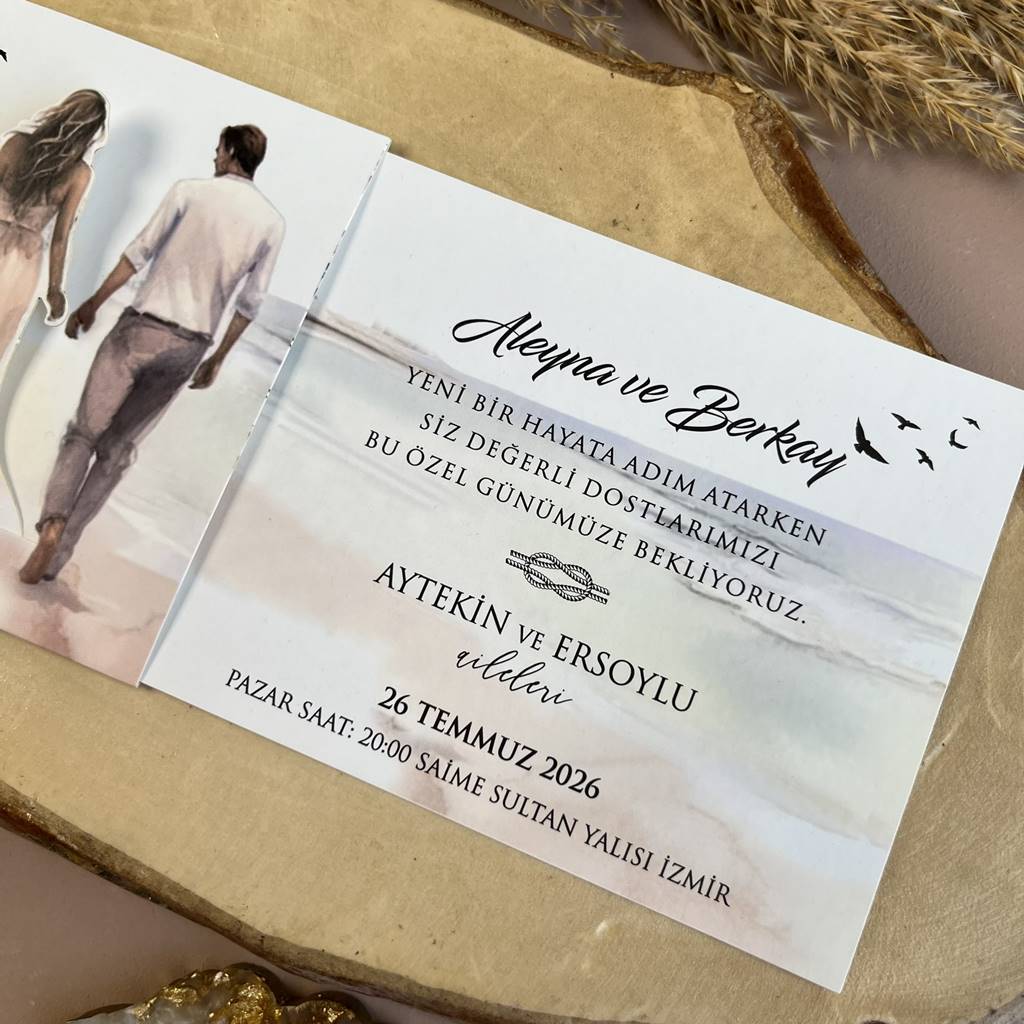 Aleyna ve Berkay
YENİ BİR HAYATA ADIM ATARKEN
SİZ DEĞERLİ DOSTLARIMIZI
BU ÖZEL GÜNÜMÜZE BEKLİYORUZ.
AYTEKİN VE ERSOYLU
aileleri
26 TEMMUZ 2026
PAZAR SAAT: 20:00 SAİME SULTAN YALISI İZMİR